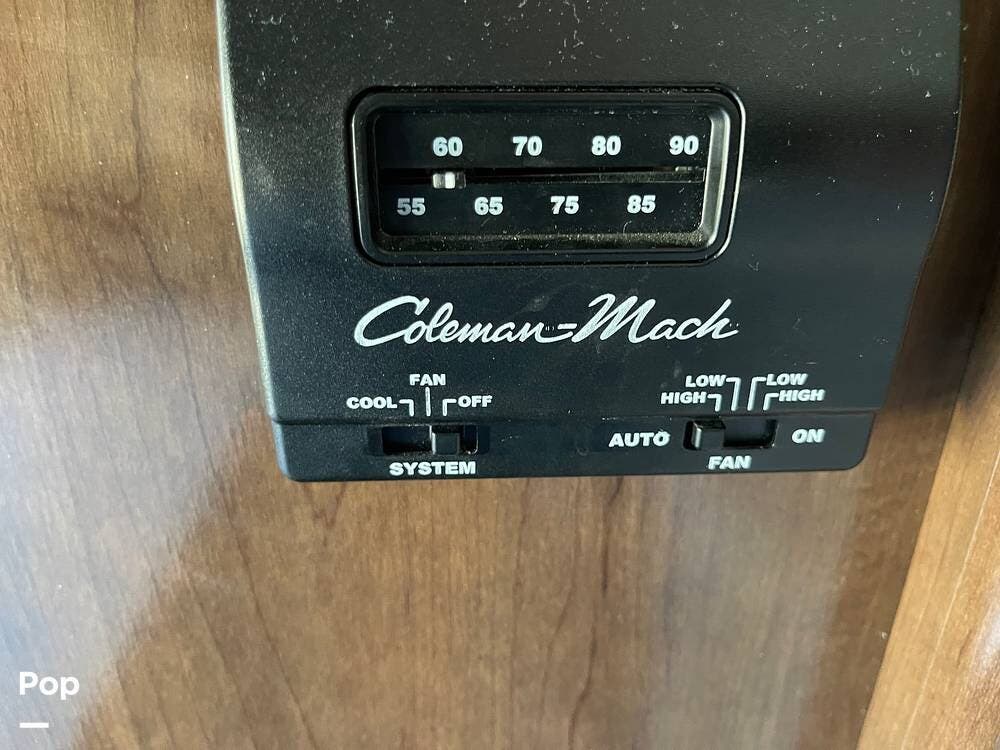 60 70 80 90
55 65 75 85
Coleman-Mach
FAN
COOL OFF
SYSTEM
LOW LOW
HIGH HIGH
AUTO ON
FAN
Pop